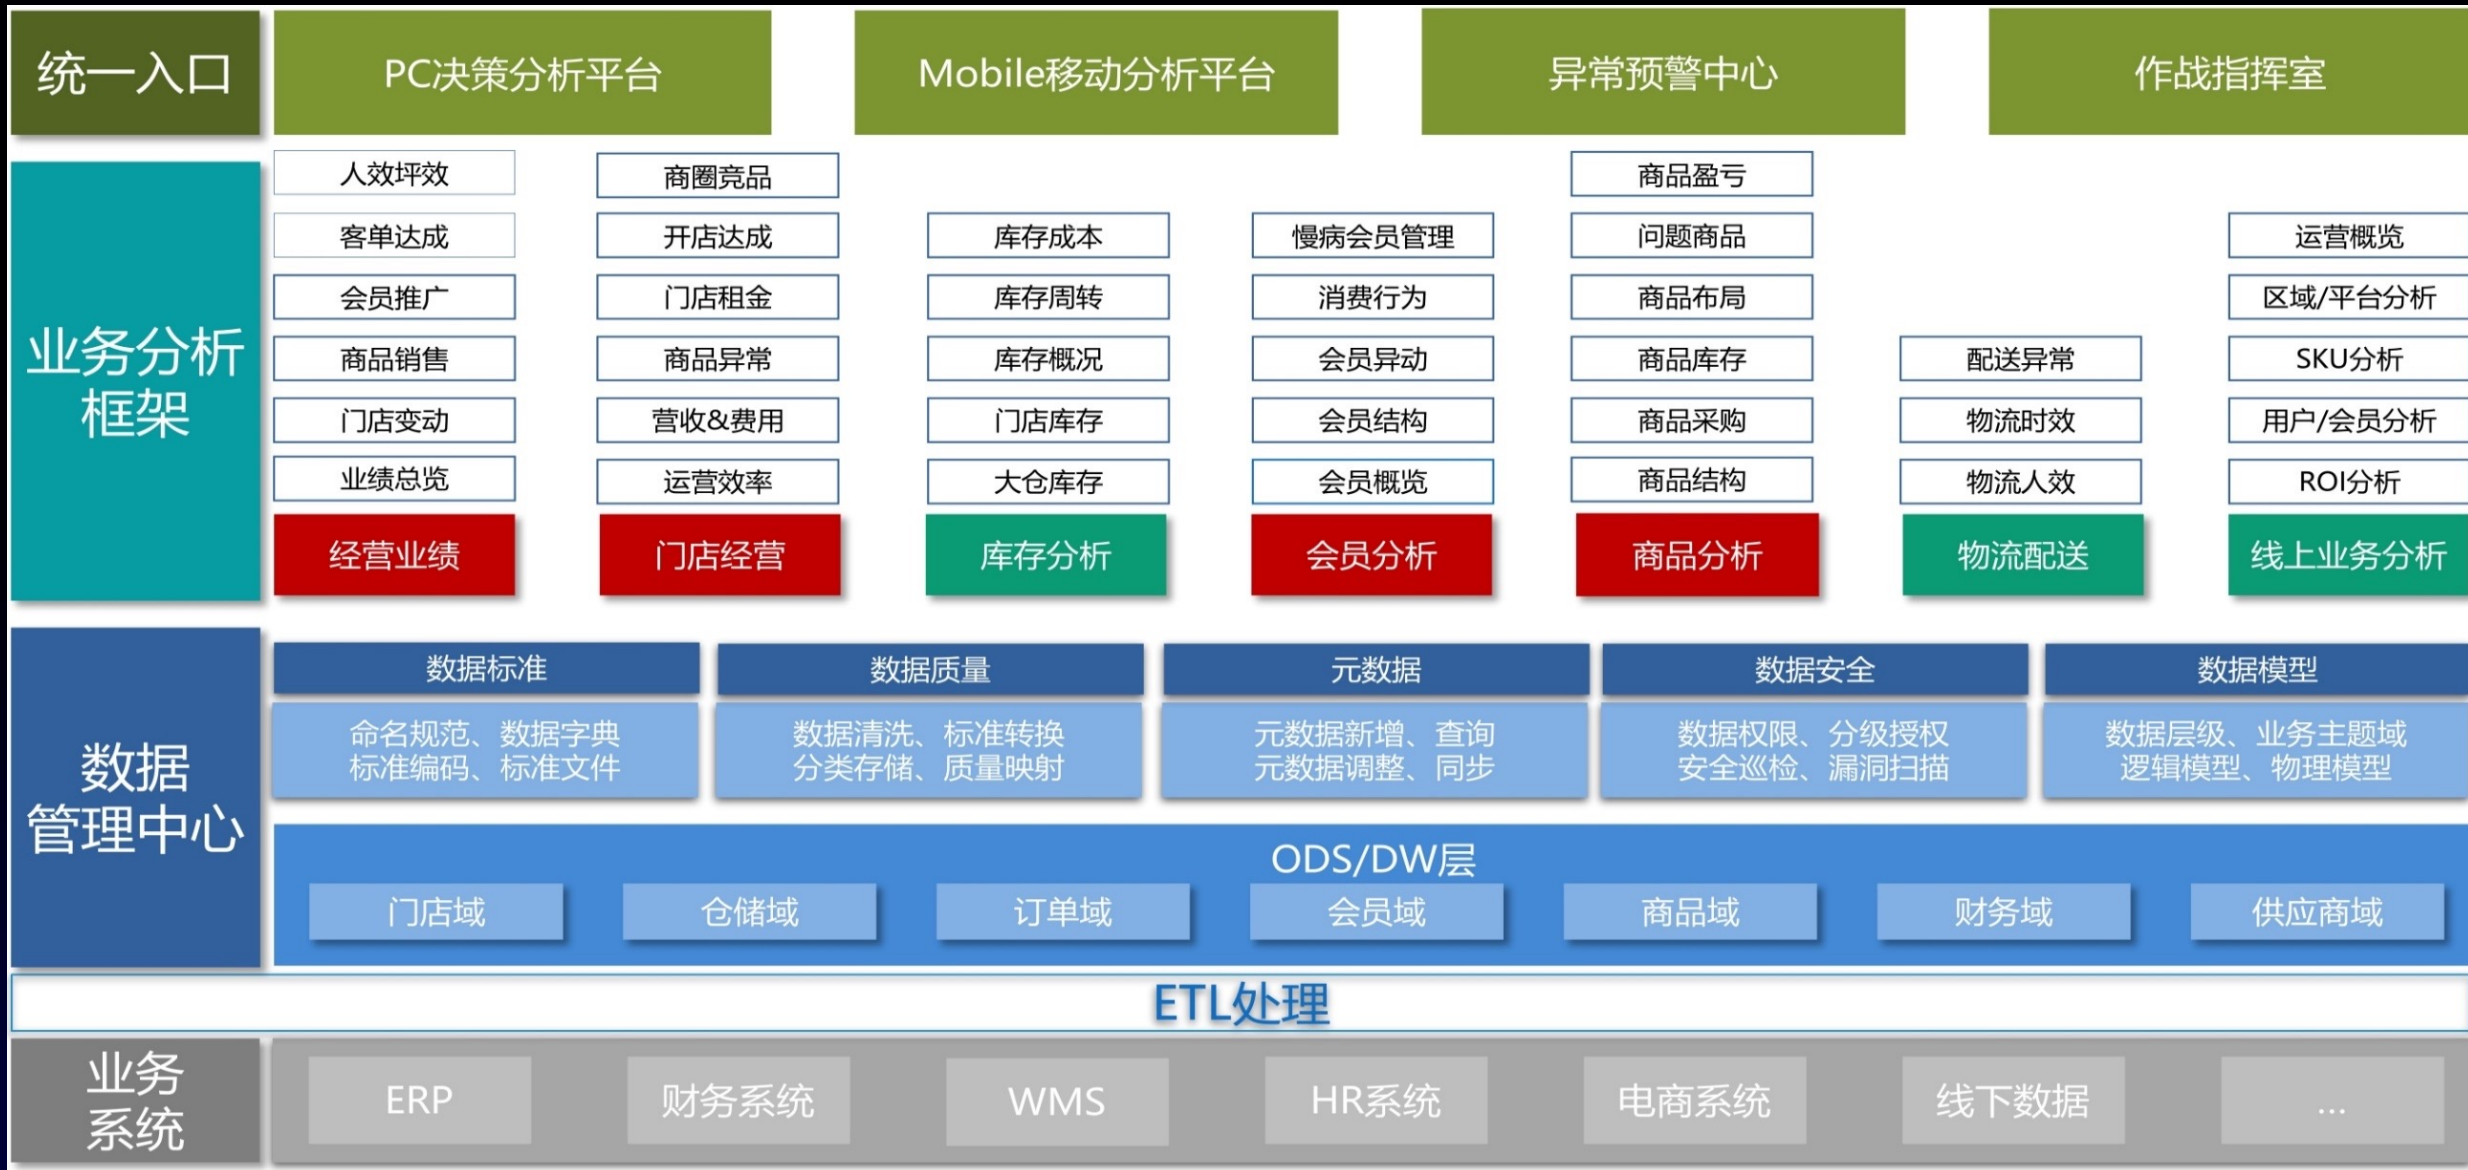 统一入口
PC决策分析平台
Mobile移动分析平台
异常预警中心
作战指挥室
业务分析
框架
人效坪效
客单达成
会员推广
商品销售
门店变动
业绩总览
经营业绩
商圈竞品
开店达成
门店租金
商品异常
营收&费用
运营效率
门店经营
库存成本
库存周转
库存概况
门店库存
大仓库存
库存分析
慢病会员管理
消费行为
会员异动
会员结构
会员概览
会员分析
商品盈亏
问题商品
商品布局
商品库存
商品采购
商品结构
商品分析
配送异常
物流时效
物流人效
物流配送
运营概览
区域/平台分析
SKU分析
用户/会员分析
ROI分析
线上业务分析
数据
管理中心
数据标准
命名规范、数据字典
标准编码、标准文件
数据质量
数据清洗、标准转换
分类存储、质量映射
元数据
元数据新增、查询
元数据调整、同步
数据安全
数据权限、分级授权
安全巡检、漏洞扫描
数据模型
数据层级、业务主题域
逻辑模型、物理模型
ODS/DW层
门店域
仓储域
订单域
会员域
商品域
财务域
供应商域
ETL处理
业务
系统
ERP
财务系统
WMS
HR系统
电商系统
线下数据
...